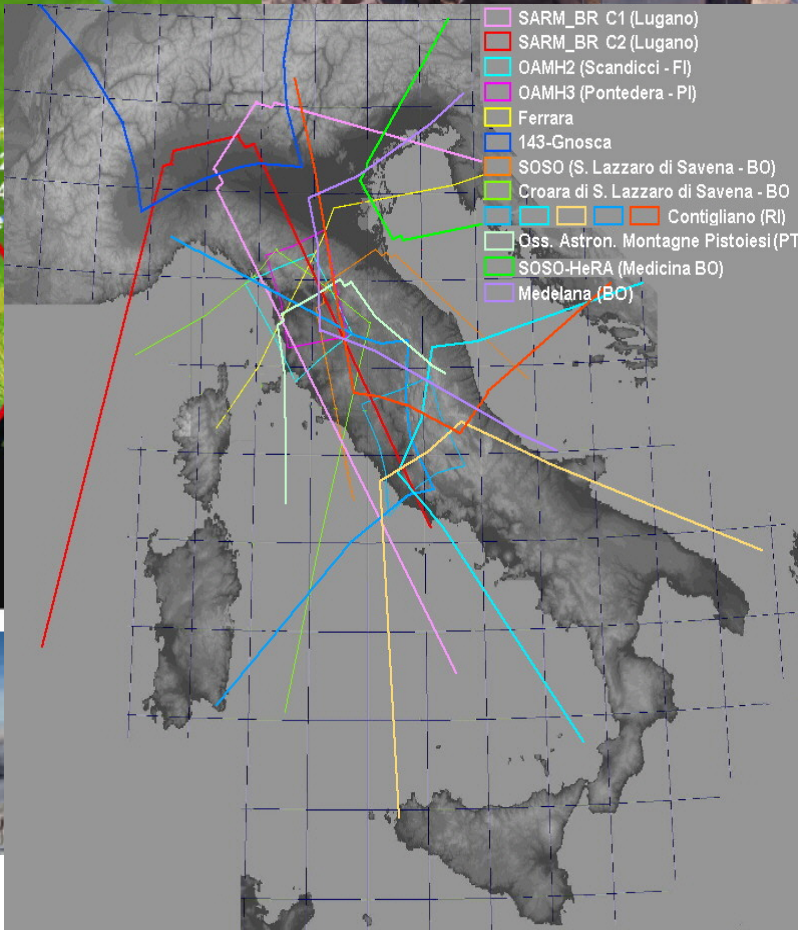 SARM_BR C1 (Lugano)
SARM_BR C2 (Lugano)
OAMH2 (Scandicci - FI)
OAMH3 (Pontedera - PI)
Ferrara
143-Gnosca
SOSO (S. Lazzaro di Savena - BO)
Croara di S. Lazzaro di Savena - BO
Contigliano (RI)
Oss. Astron. Montagne Pistoiesi (PT
SOSO-HeRA (Medicina BO)
Medelana (BO)